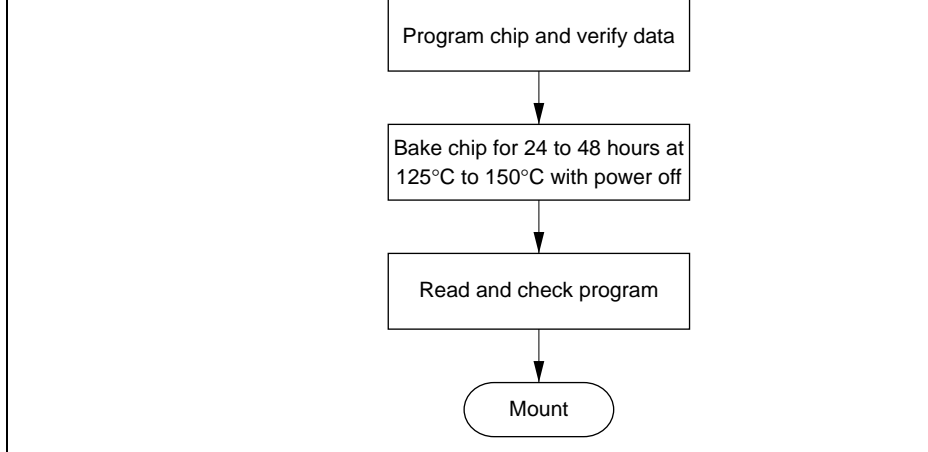 Program chip and verify data
Bake chip for 24 to 48 hours at
125°C to 150°C with power off
Read and check program
Mount